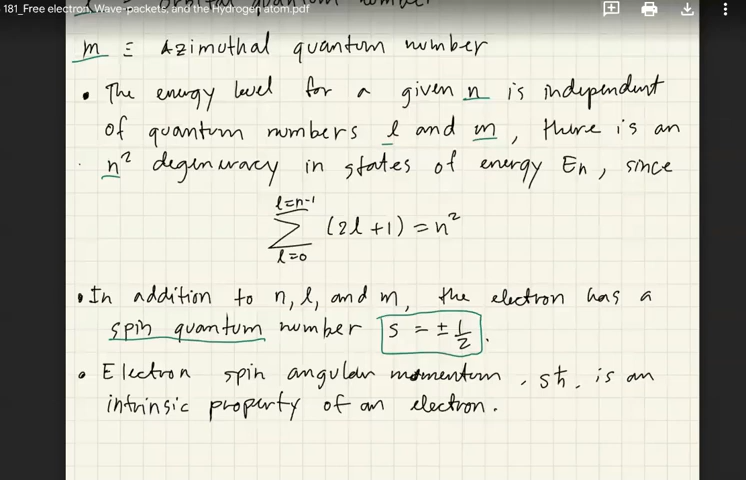 181_Free electron, Wave-packets, and the Hydrogen atom.pdf
orbital quantum number
m ≡ Azimuthal quantum number
• The energy level for a given n is independent
of quantum numbers l and m, there is an
n² degeneracy in states of energy En, since
l=n-1
∑ (2l+1) = n²
l=0
• In addition to n, l, and m, the electron has a
spin quantum number s = ± 1/2.
• Electron spin angular momentum, sħ, is an
intrinsic property of an electron.